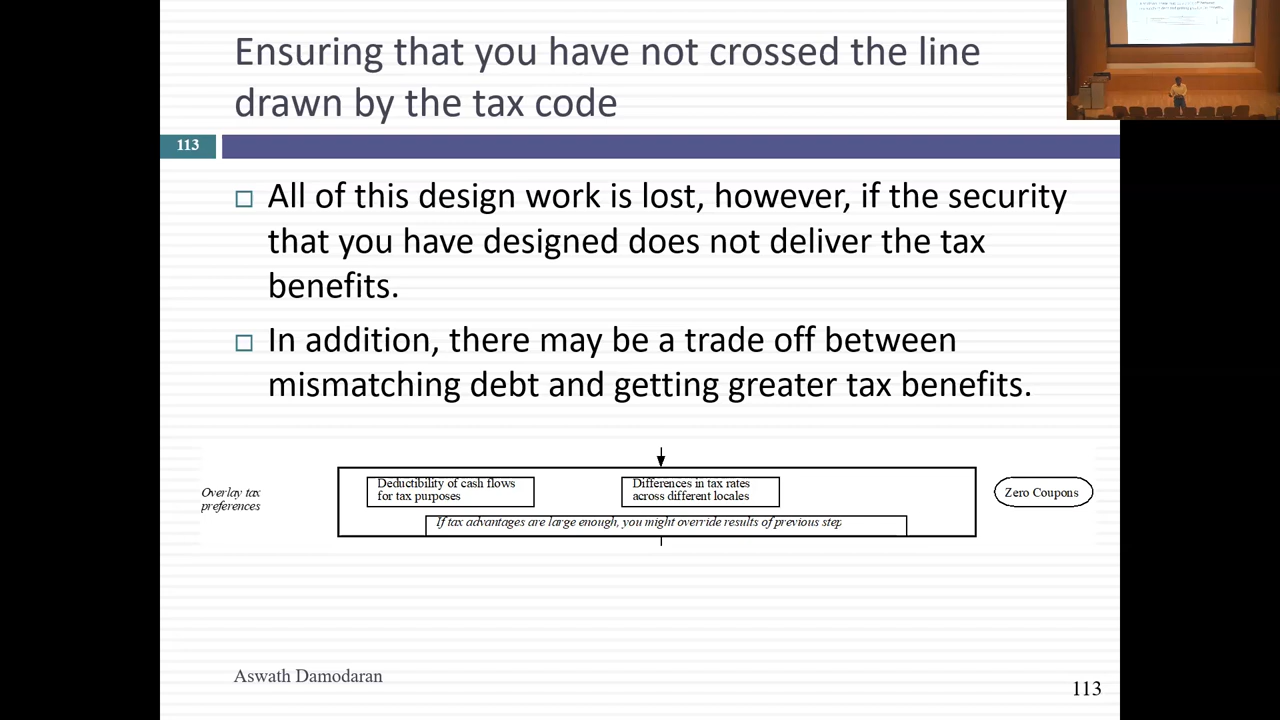 Ensuring that you have not crossed the line
drawn by the tax code
113
All of this design work is lost, however, if the security
that you have designed does not deliver the tax
benefits.
In addition, there may be a trade off between
mismatching debt and getting greater tax benefits.
Overlay tax
preferences
Deductibility of cash flows
for tax purposes
Differences in tax rates
across different locales
Zero Coupons
If tax advantages are large enough, you might override results of previous step
Aswath Damodaran
113